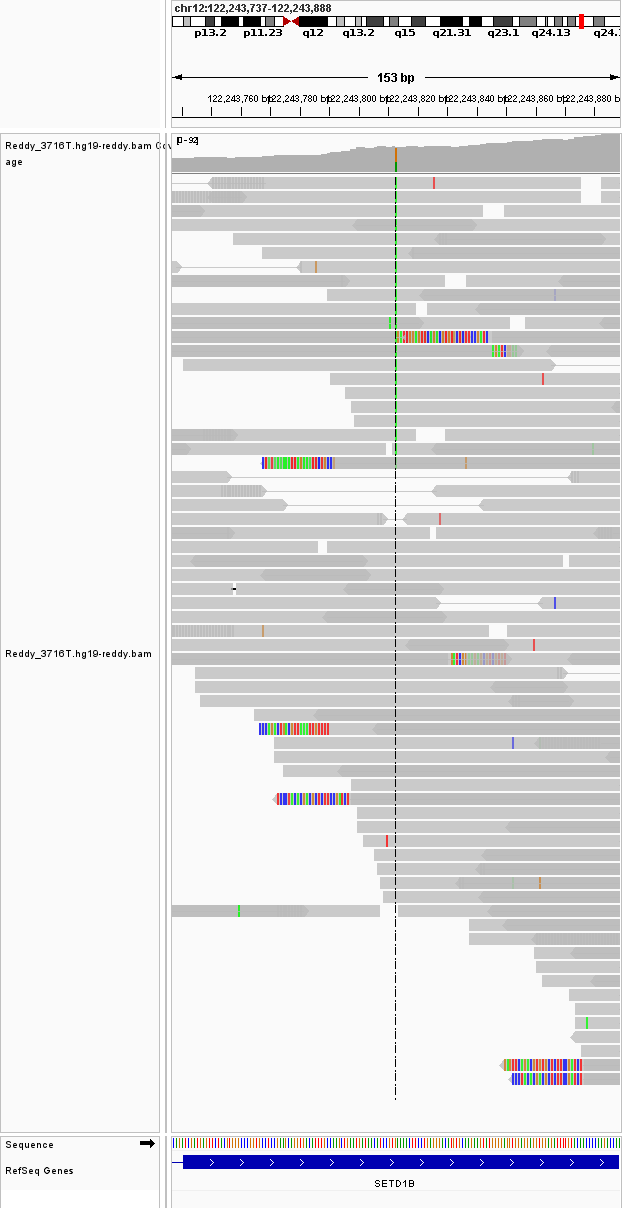 chr12:122,243,737-122,243,888
p13.2 p11.23 q12 q13.2 q15 q21.31 q23.1 q24.13 q24.
153 bp
122,243,760 bp 122,243,780 bp 122,243,800 bp 122,243,820 bp 122,243,840 bp 122,243,860 bp 122,243,880
Reddy_3716T.hg19-reddy.bam Cov
age
[0-92]
Reddy_3716T.hg19-reddy.bam
Sequence
RefSeq Genes
SETD1B